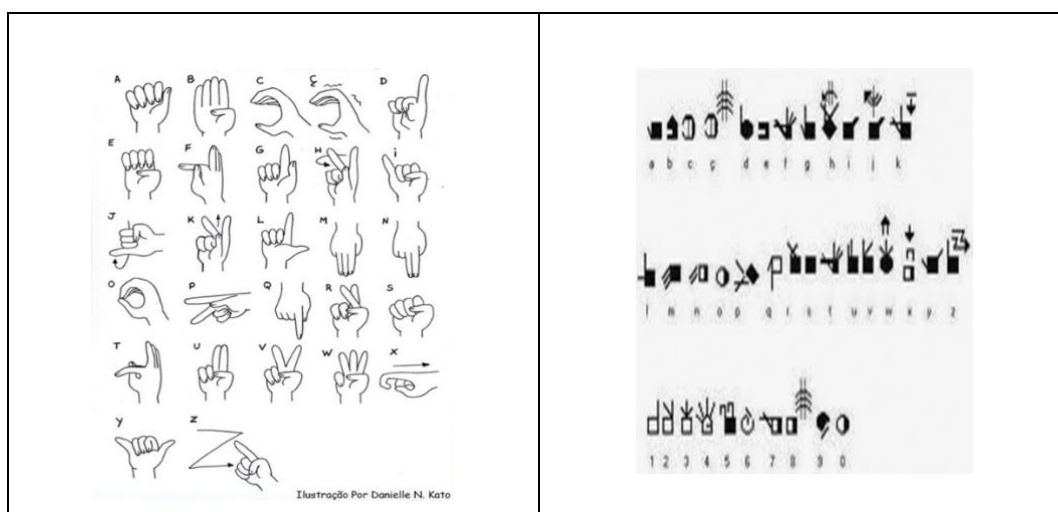 A B C Ç D
E F G H i
J K L M N
O P Q R S
T U V W X
Y Z
Ilustração Por Danielle N. Kato
a b c ç d e f g h i j k
l m n o p q r s t u v w x y z
1 2 3 4 5 6 7 8 9 0